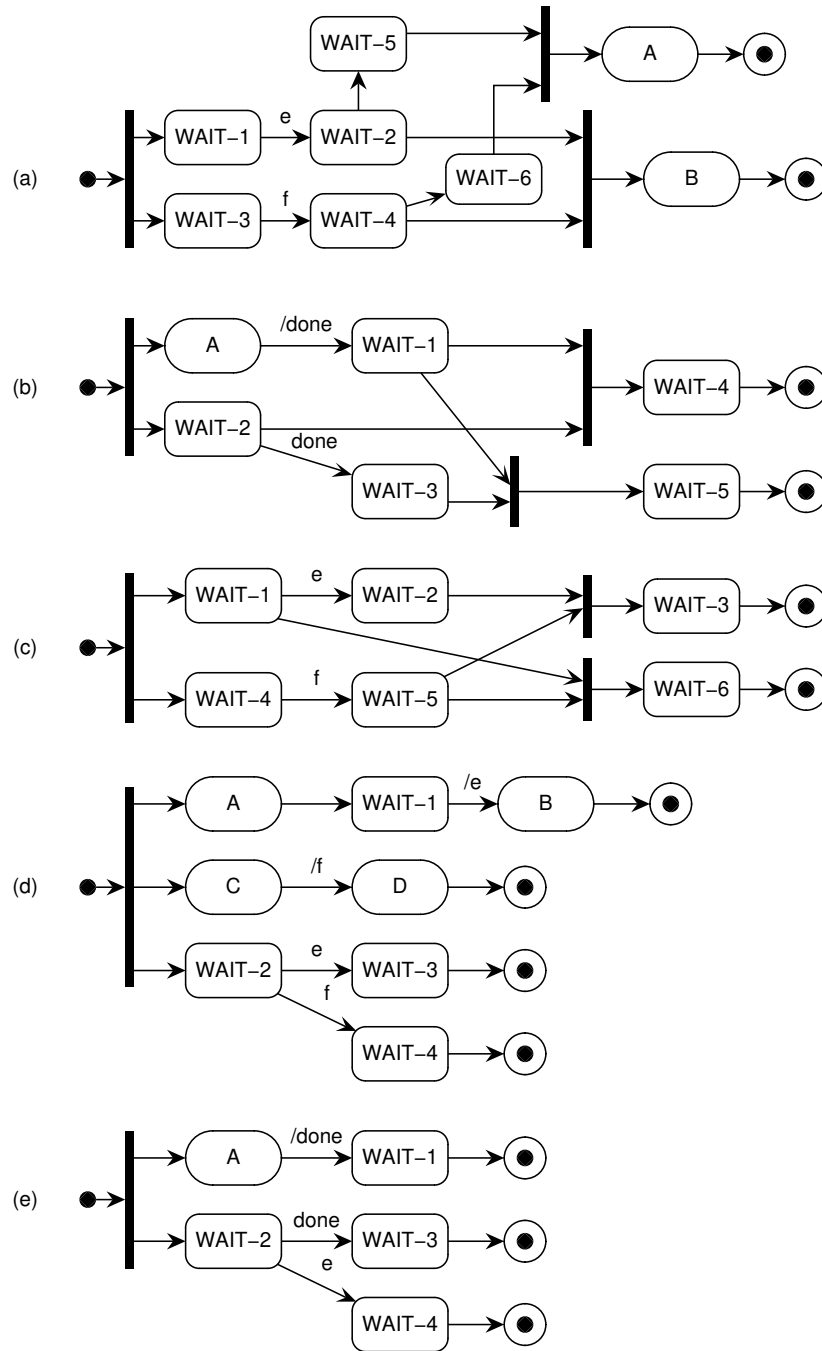 WAIT−5
A
e
WAIT−1
WAIT−2
(a)
WAIT−6
B
f
WAIT−3
WAIT−4
/done
A
WAIT−1
(b)
WAIT−4
WAIT−2
done
WAIT−3
WAIT−5
e
WAIT−1
WAIT−2
WAIT−3
(c)
f
WAIT−4
WAIT−5
WAIT−6
/e
A
WAIT−1
B
/f
(d)
C
D
e
WAIT−2
WAIT−3
f
WAIT−4
/done
A
WAIT−1
(e)
done
WAIT−2
WAIT−3
e
WAIT−4